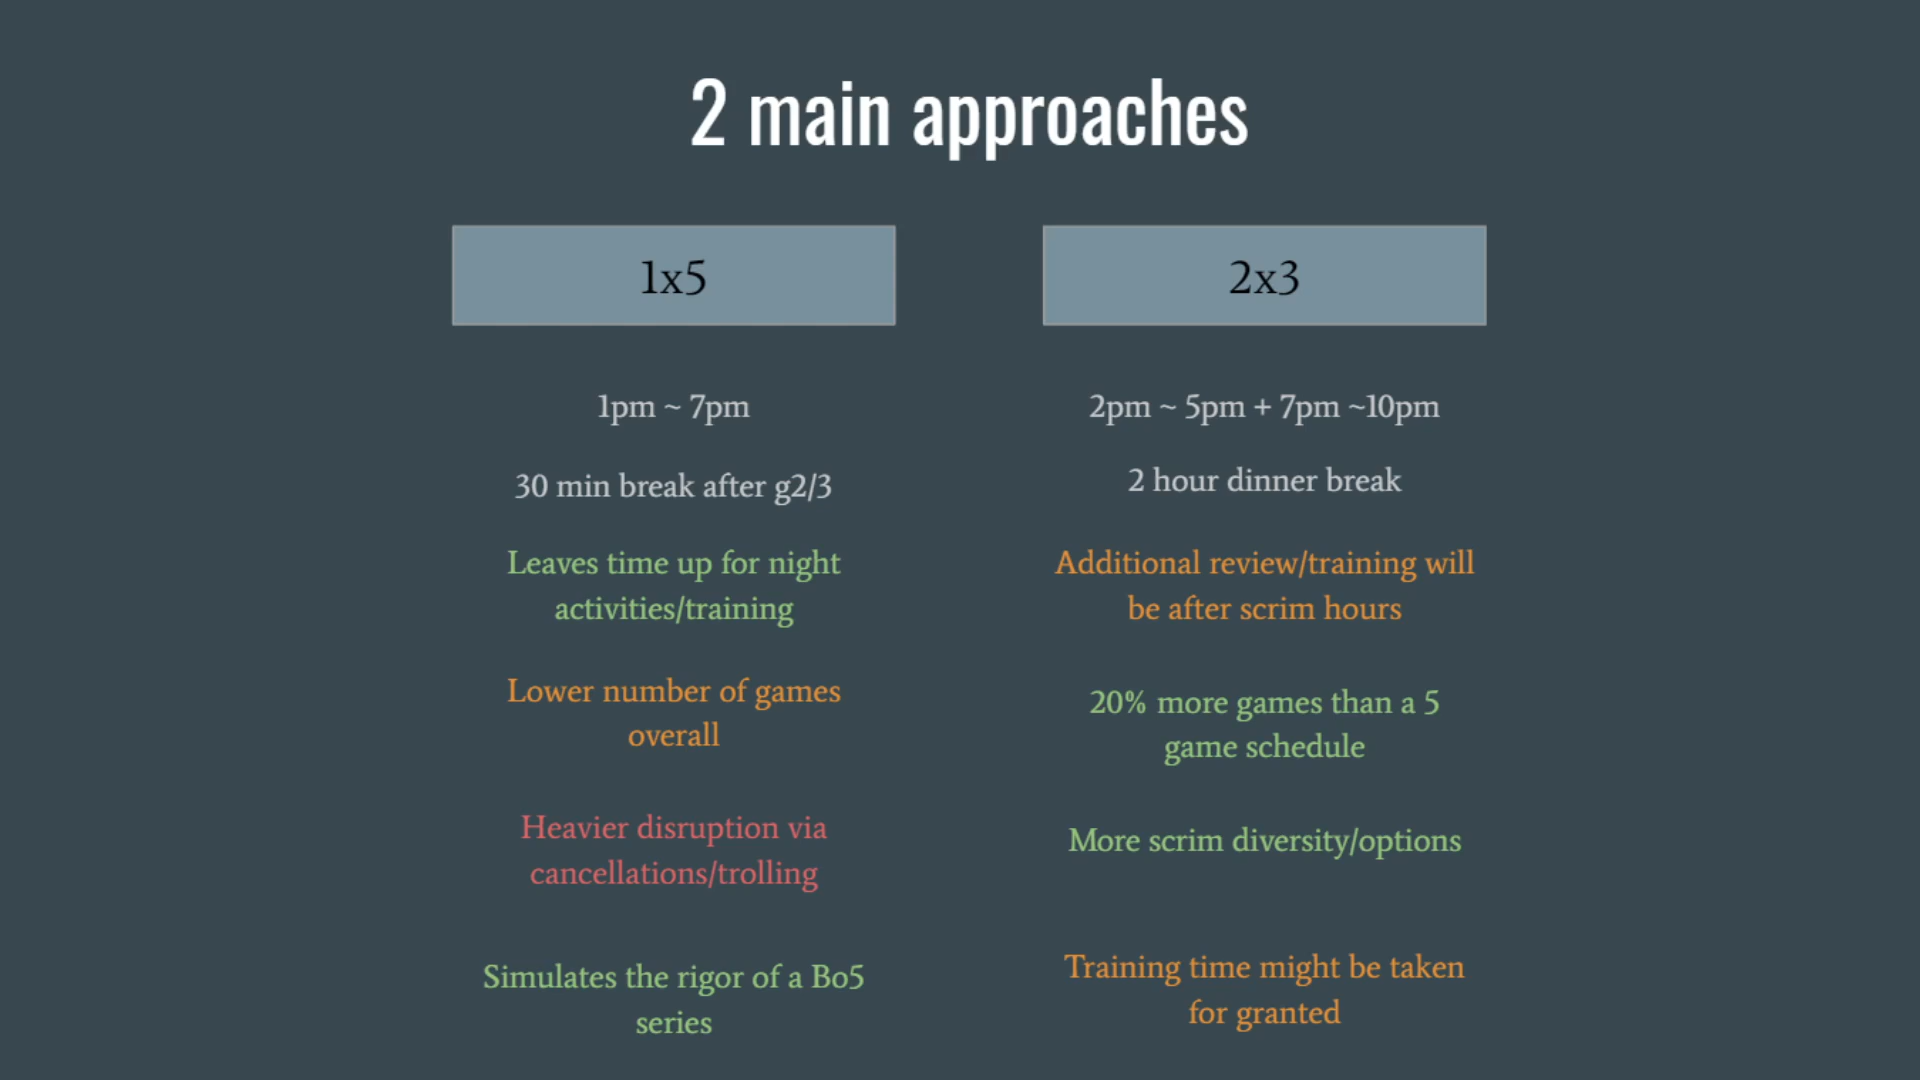 2 main approaches
1x5
1pm ~ 7pm
30 min break after g2/3
Leaves time up for night
activities/training
Lower number of games
overall
Heavier disruption via
cancellations/trolling
Simulates the rigor of a Bo5
series
2x3
2pm ~ 5pm + 7pm ~10pm
2 hour dinner break
Additional review/training will
be after scrim hours
20% more games than a 5
game schedule
More scrim diversity/options
Training time might be taken
for granted